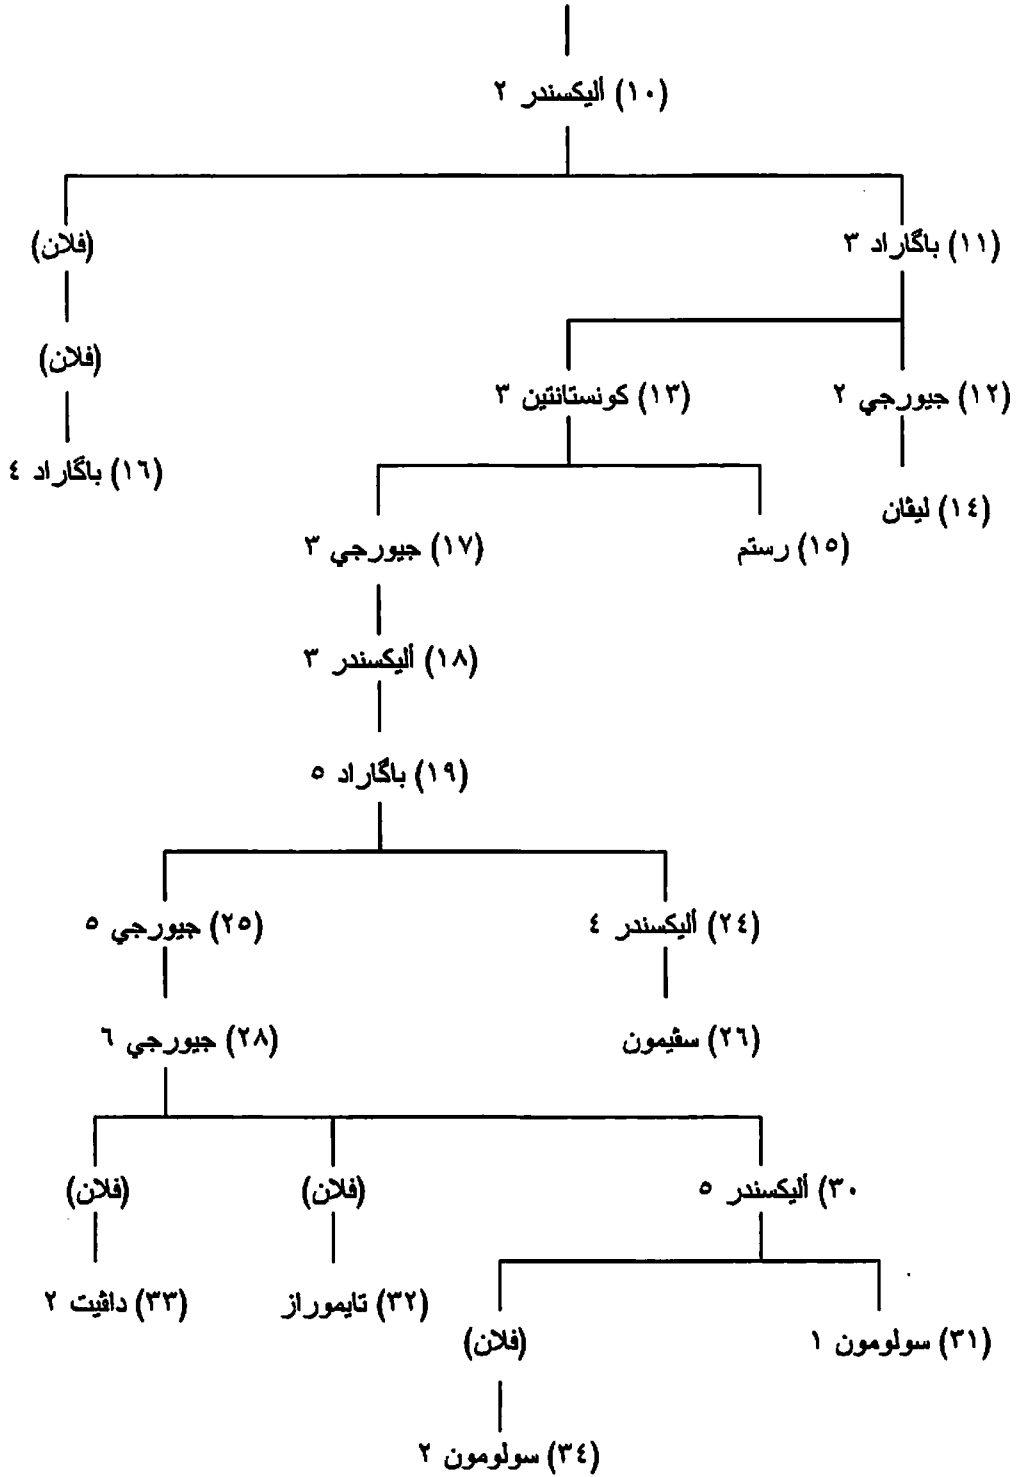 (١٠) أليكسندر ٢
(١١) باگاراد ٣
(فلان)
(فلان)
(١٢) جيورجي ٢
(١٣) كونستانتين ٣
(١٦) باگاراد ٤
(١٤) ليڤان
(١٥) رستم
(١٧) جيورجي ٣
(١٨) أليكسندر ٣
(١٩) باگاراد ٥
(٢٤) أليكسندر ٤
(٢٥) جيورجي ٥
(٢٦) سڤيمون
(٢٨) جيورجي ٦
٣٠) أليكسندر ٥
(فلان)
(فلان)
(٣٢) تايموراز
(٣٣) داڤيت ٢
(٣١) سولومون ١
(فلان)
(٣٤) سولومون ٢